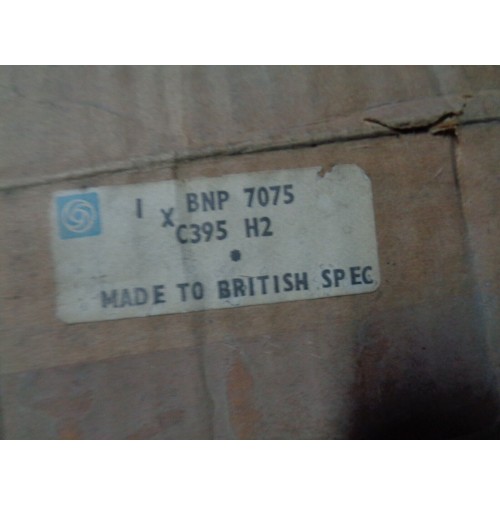 1 X BNP 7075
C395 H2
•
MADE TO BRITISH SPEC